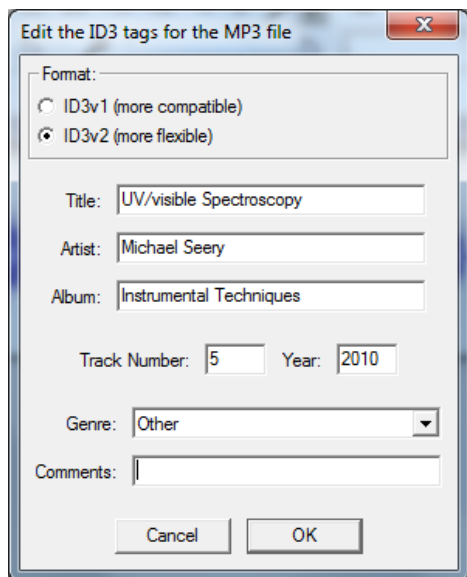 Edit the ID3 tags for the MP3 file
Format:
ID3v1 (more compatible)
ID3v2 (more flexible)
Title: UV/visible Spectroscopy
Artist: Michael Seery
Album: Instrumental Techniques
Track Number: 5 Year: 2010
Genre: Other
Comments:
Cancel OK